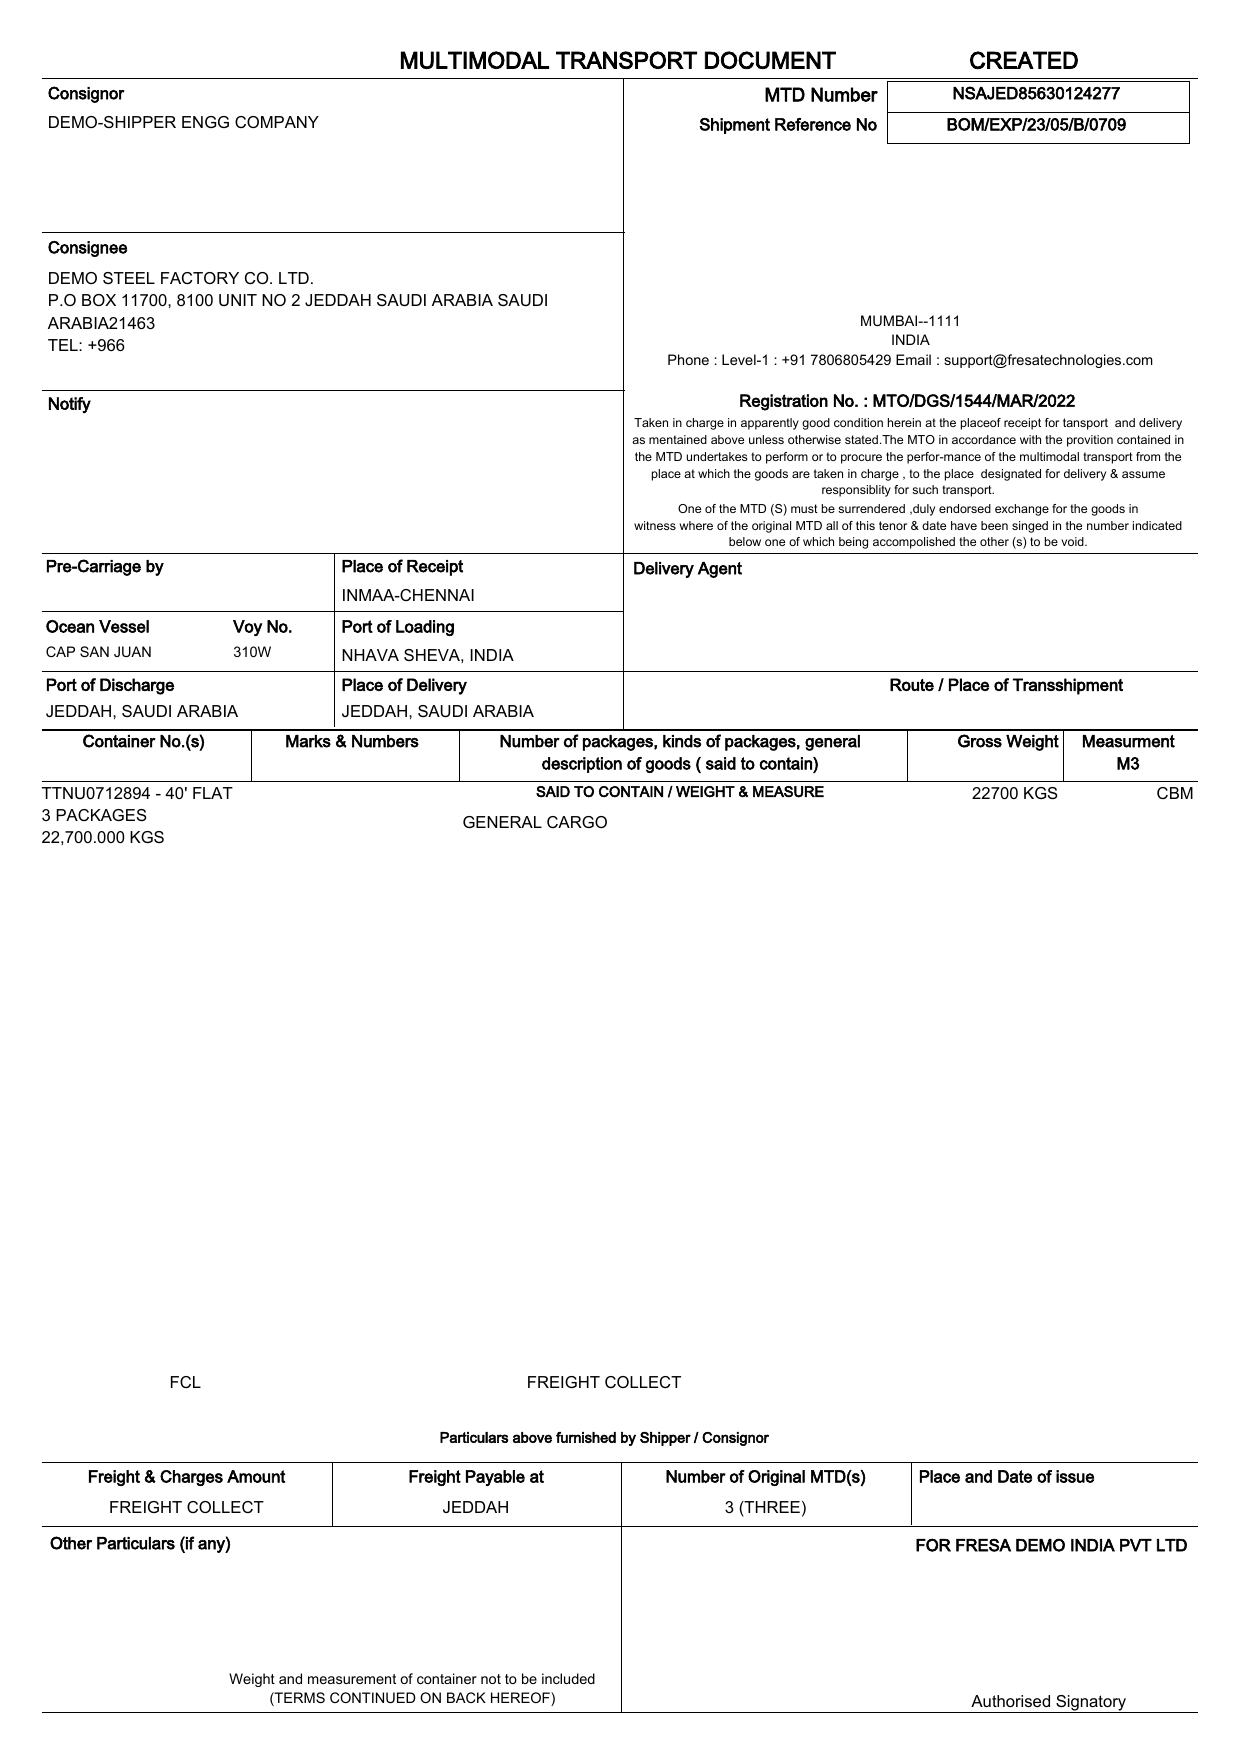 MULTIMODAL TRANSPORT DOCUMENT CREATED
Consignor
DEMO-SHIPPER ENGG COMPANY
MTD Number NSAJED85630124277
Shipment Reference No BOM/EXP/23/05/B/0709
Consignee
DEMO STEEL FACTORY CO. LTD.
P.O BOX 11700, 8100 UNIT NO 2 JEDDAH SAUDI ARABIA SAUDI
ARABIA21463
TEL: +966
MUMBAI--1111
INDIA
Phone : Level-1 : +91 7806805429 Email : support@fresatechnologies.com
Notify
Registration No. : MTO/DGS/1544/MAR/2022
Taken in charge in apparently good condition herein at the placeof receipt for tansport and delivery
as mentained above unless otherwise stated.The MTO in accordance with the provition contained in
the MTD undertakes to perform or to procure the perfor-mance of the multimodal transport from the
place at which the goods are taken in charge , to the place designated for delivery & assume
responsiblity for such transport.
One of the MTD (S) must be surrendered ,duly endorsed exchange for the goods in
witness where of the original MTD all of this tenor & date have been singed in the number indicated
below one of which being accompolished the other (s) to be void.
Pre-Carriage by
Place of Receipt
INMAA-CHENNAI
Delivery Agent
Ocean Vessel Voy No.
CAP SAN JUAN 310W
Port of Loading
NHAVA SHEVA, INDIA
Port of Discharge
JEDDAH, SAUDI ARABIA
Place of Delivery
JEDDAH, SAUDI ARABIA
Route / Place of Transshipment
Container No.(s)
Marks & Numbers
Number of packages, kinds of packages, general
description of goods ( said to contain)
Gross Weight
Measurment
M3
TTNU0712894 - 40' FLAT
3 PACKAGES
22,700.000 KGS
SAID TO CONTAIN / WEIGHT & MEASURE
GENERAL CARGO
22700 KGS
CBM
FCL
FREIGHT COLLECT
Particulars above furnished by Shipper / Consignor
Freight & Charges Amount
FREIGHT COLLECT
Freight Payable at
JEDDAH
Number of Original MTD(s)
3 (THREE)
Place and Date of issue
Other Particulars (if any)
FOR FRESA DEMO INDIA PVT LTD
Weight and measurement of container not to be included
(TERMS CONTINUED ON BACK HEREOF)
Authorised Signatory